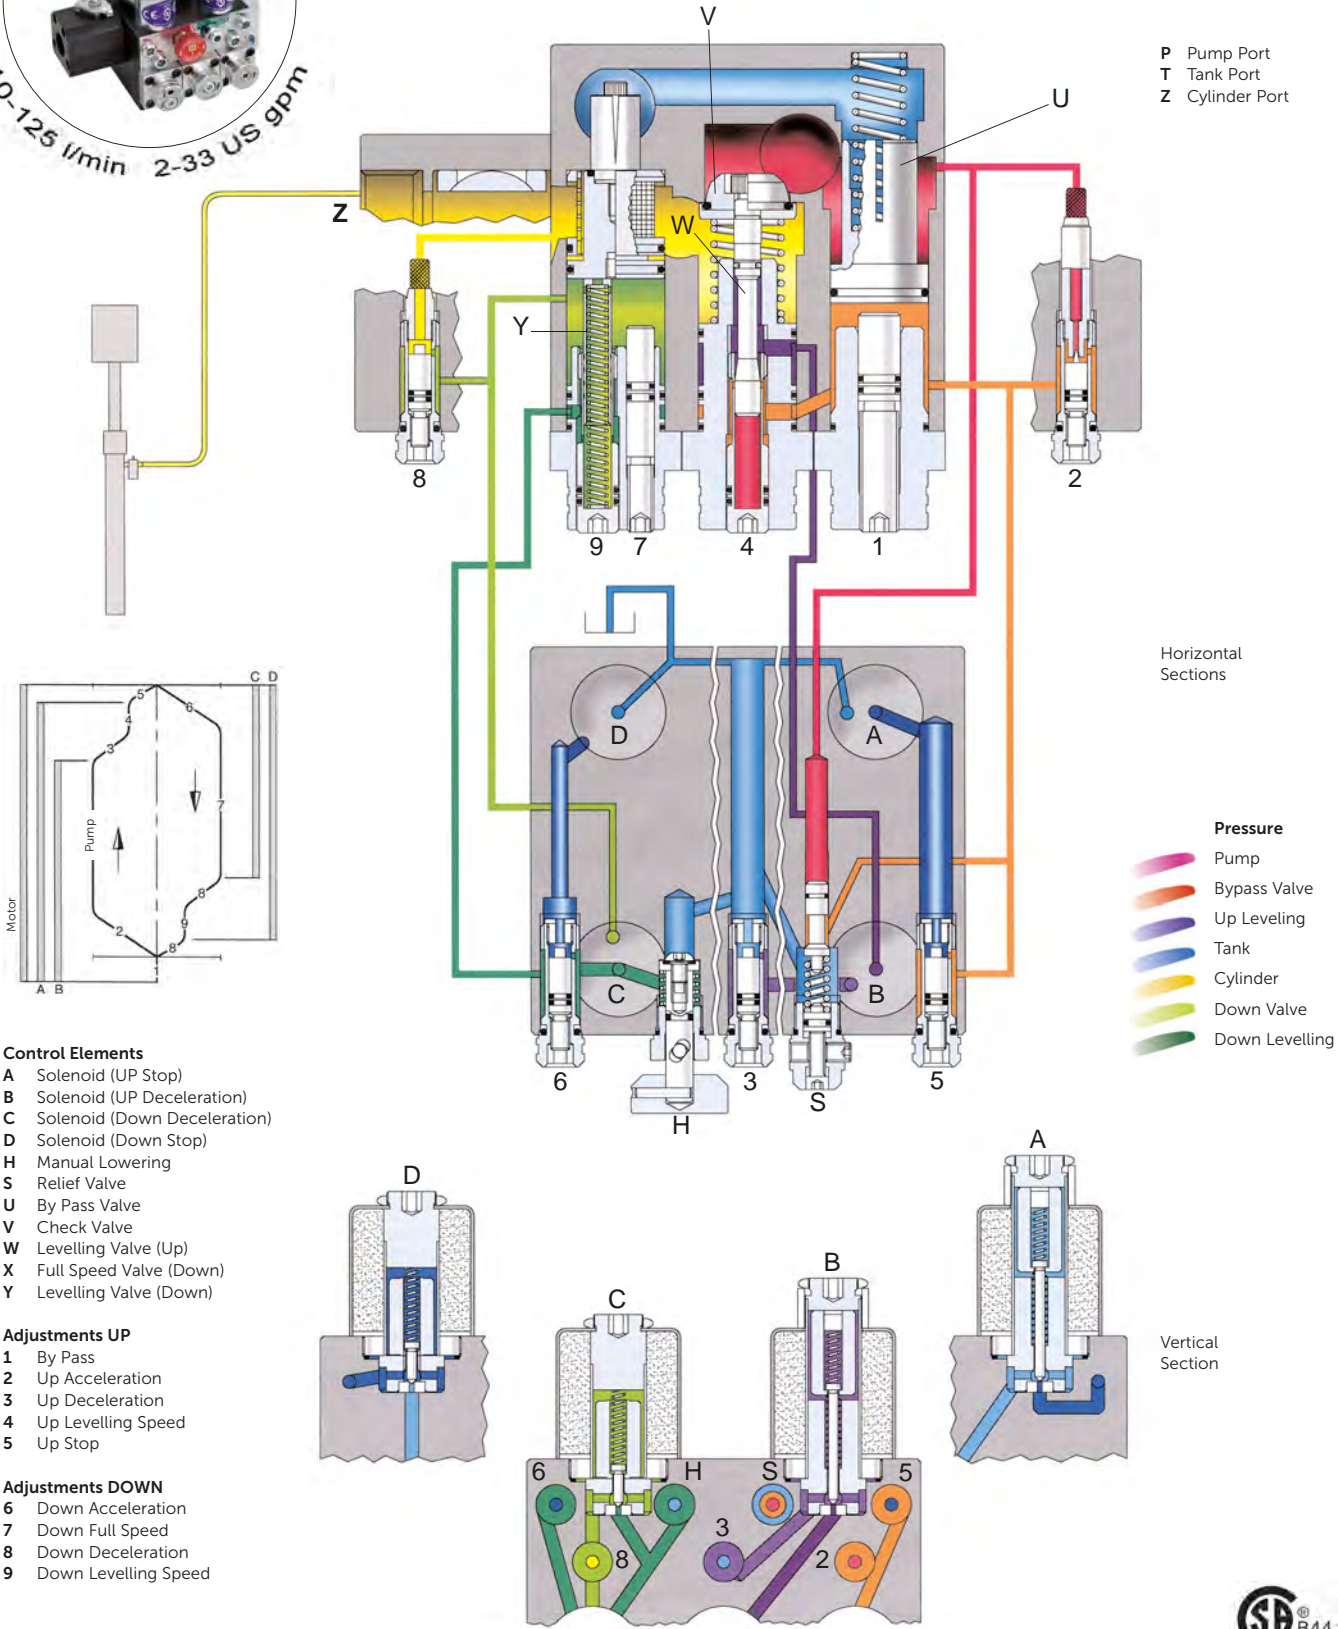 10-125 l/min 2-33 US gpm
V
P Pump Port
T Tank Port
Z Cylinder Port
U
Z
W
Y
8
2
9 7 4 1
Horizontal
Sections
D
A
C
B
6
3
5
S
H
C D
5
6
4
3
Pump
7
Motor
2
8
9
8
1
A B
Pressure
Pump
Bypass Valve
Up Leveling
Tank
Cylinder
Down Valve
Down Levelling
Control Elements
A Solenoid (UP Stop)
B Solenoid (UP Deceleration)
C Solenoid (Down Deceleration)
D Solenoid (Down Stop)
H Manual Lowering
S Relief Valve
U By Pass Valve
V Check Valve
W Levelling Valve (Up)
X Full Speed Valve (Down)
Y Levelling Valve (Down)
Adjustments UP
1 By Pass
2 Up Acceleration
3 Up Deceleration
4 Up Levelling Speed
5 Up Stop
Adjustments DOWN
6 Down Acceleration
7 Down Full Speed
8 Down Deceleration
9 Down Levelling Speed
D
A
C
B
Vertical
Section
6 H S 5
3
8 2
®
B44